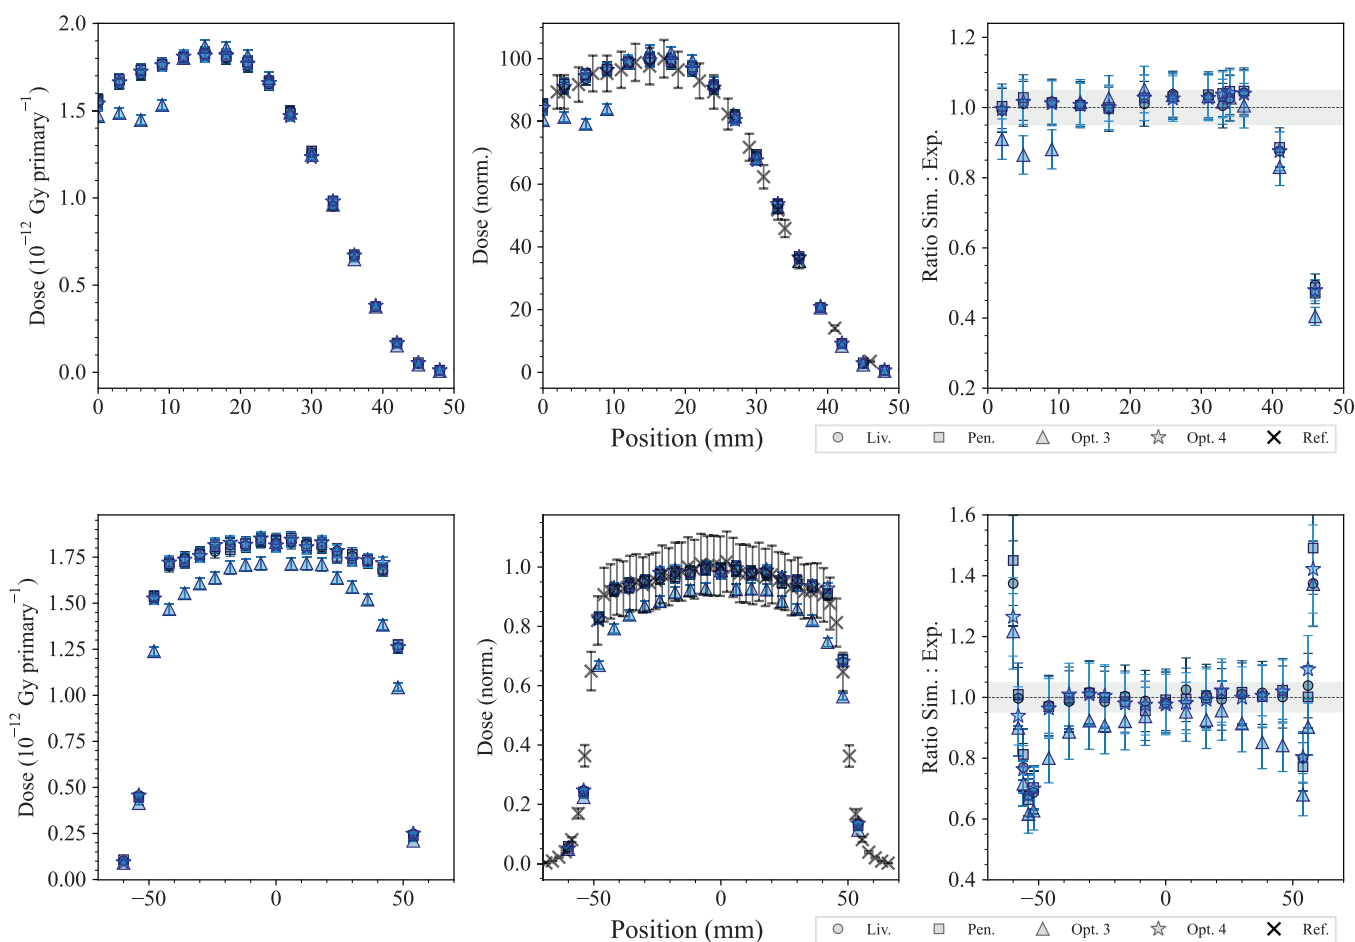 2.0
1.5
1.0
0.5
0.0
Dose (10⁻¹² Gy primary⁻¹)
0 10 20 30 40 50
100
80
60
40
20
0
Dose (norm.)
0 10 20 30 40 50
Position (mm)
1.2
1.0
0.8
0.6
0.4
0.2
Ratio Sim. : Exp.
0 10 20 30 40 50
Liv. Pen. Opt. 3 Opt. 4 Ref.
1.75
1.50
1.25
1.00
0.75
0.50
0.25
0.00
Dose (10⁻¹² Gy primary⁻¹)
−50 0 50
1.0
0.8
0.6
0.4
0.2
0.0
Dose (norm.)
−50 0 50
Position (mm)
1.6
1.4
1.2
1.0
0.8
0.6
0.4
Ratio Sim. : Exp.
−50 0 50
Liv. Pen. Opt. 3 Opt. 4 Ref.